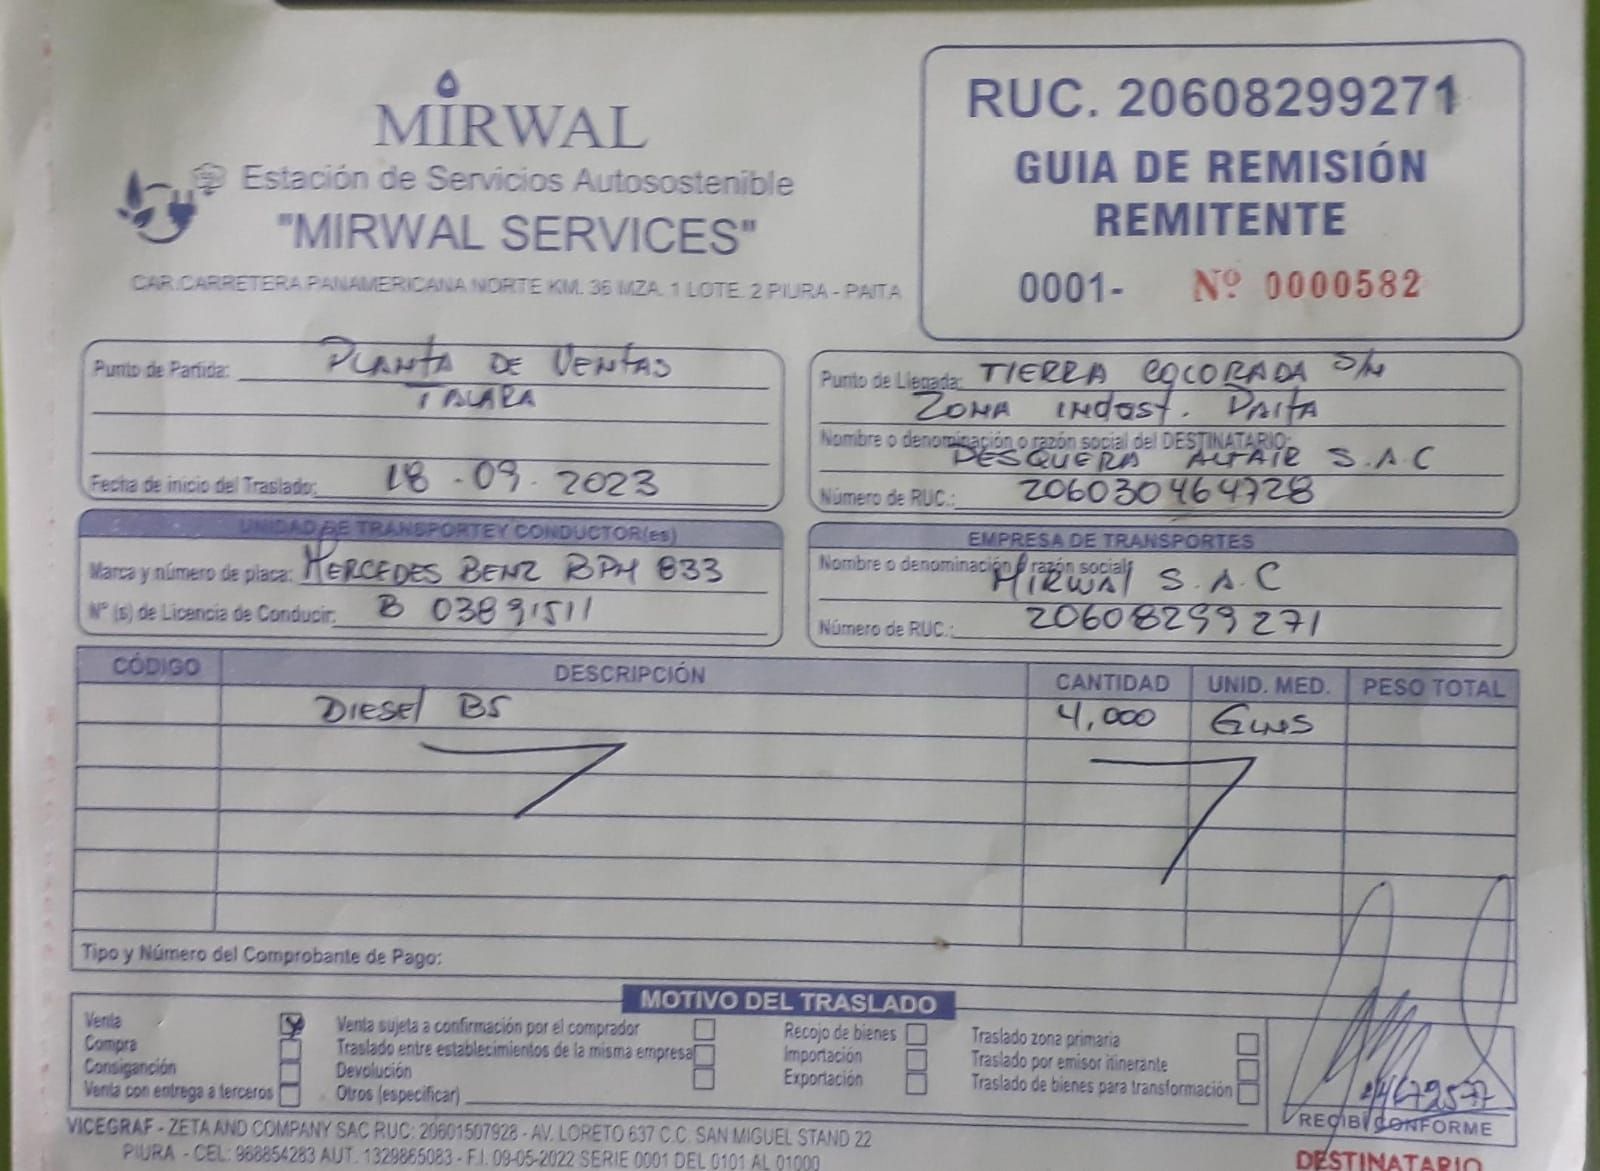 MIRWAL
Estación de Servicios Autosostenible
"MIRWAL SERVICES"
CAR.CARRETERA PANAMERICANA NORTE KM. 36 MZA. 1 LOTE. 2 PIURA - PAITA
RUC. 20608299271
GUIA DE REMISIÓN
REMITENTE
0001- Nº 0000582
Punto de Partida: PLANTA DE VENTAS
TALARA
Fecha de inicio del Traslado: 18 - 09 - 2023
Punto de Llegada: TIERRA COLORADA S/N
ZONA INDUST. PAITA
Nombre o denominación o razón social del DESTINATARIO:
PESQUERA ALTAIR S.A.C
Número de RUC.: 206030464728
UNIDAD DE TRANSPORTE Y CONDUCTOR(es)
Marca y número de placa: MERCEDES BENZ BPH 833
Nº (s) de Licencia de Conducir: B 03891511
EMPRESA DE TRANSPORTES
Nombre o denominación o razón social: MIRWAL S.A.C
Número de RUC.: 20608299271
CÓDIGO DESCRIPCIÓN CANTIDAD UNID. MED. PESO TOTAL
DIESEL B5 4,000 GLNS
Tipo y Número del Comprobante de Pago:
MOTIVO DEL TRASLADO
Venta
Compra
Consignación
Venta con entrega a terceros
Venta sujeta a confirmación por el comprador
Traslado entre establecimientos de la misma empresa
Devolución
Otros (especificar)
Recojo de bienes
Importación
Exportación
Traslado zona primaria
Traslado por emisor itinerante
Traslado de bienes para transformación
RECIBI CONFORME
VICEGRAF - ZETA AND COMPANY SAC RUC: 20601507928 - AV. LORETO 637 C.C. SAN MIGUEL STAND 22
PIURA - CEL: 968854283 AUT. 1329865083 - F.I. 09-05-2022 SERIE 0001 DEL 0101 AL 01000
DESTINATARIO